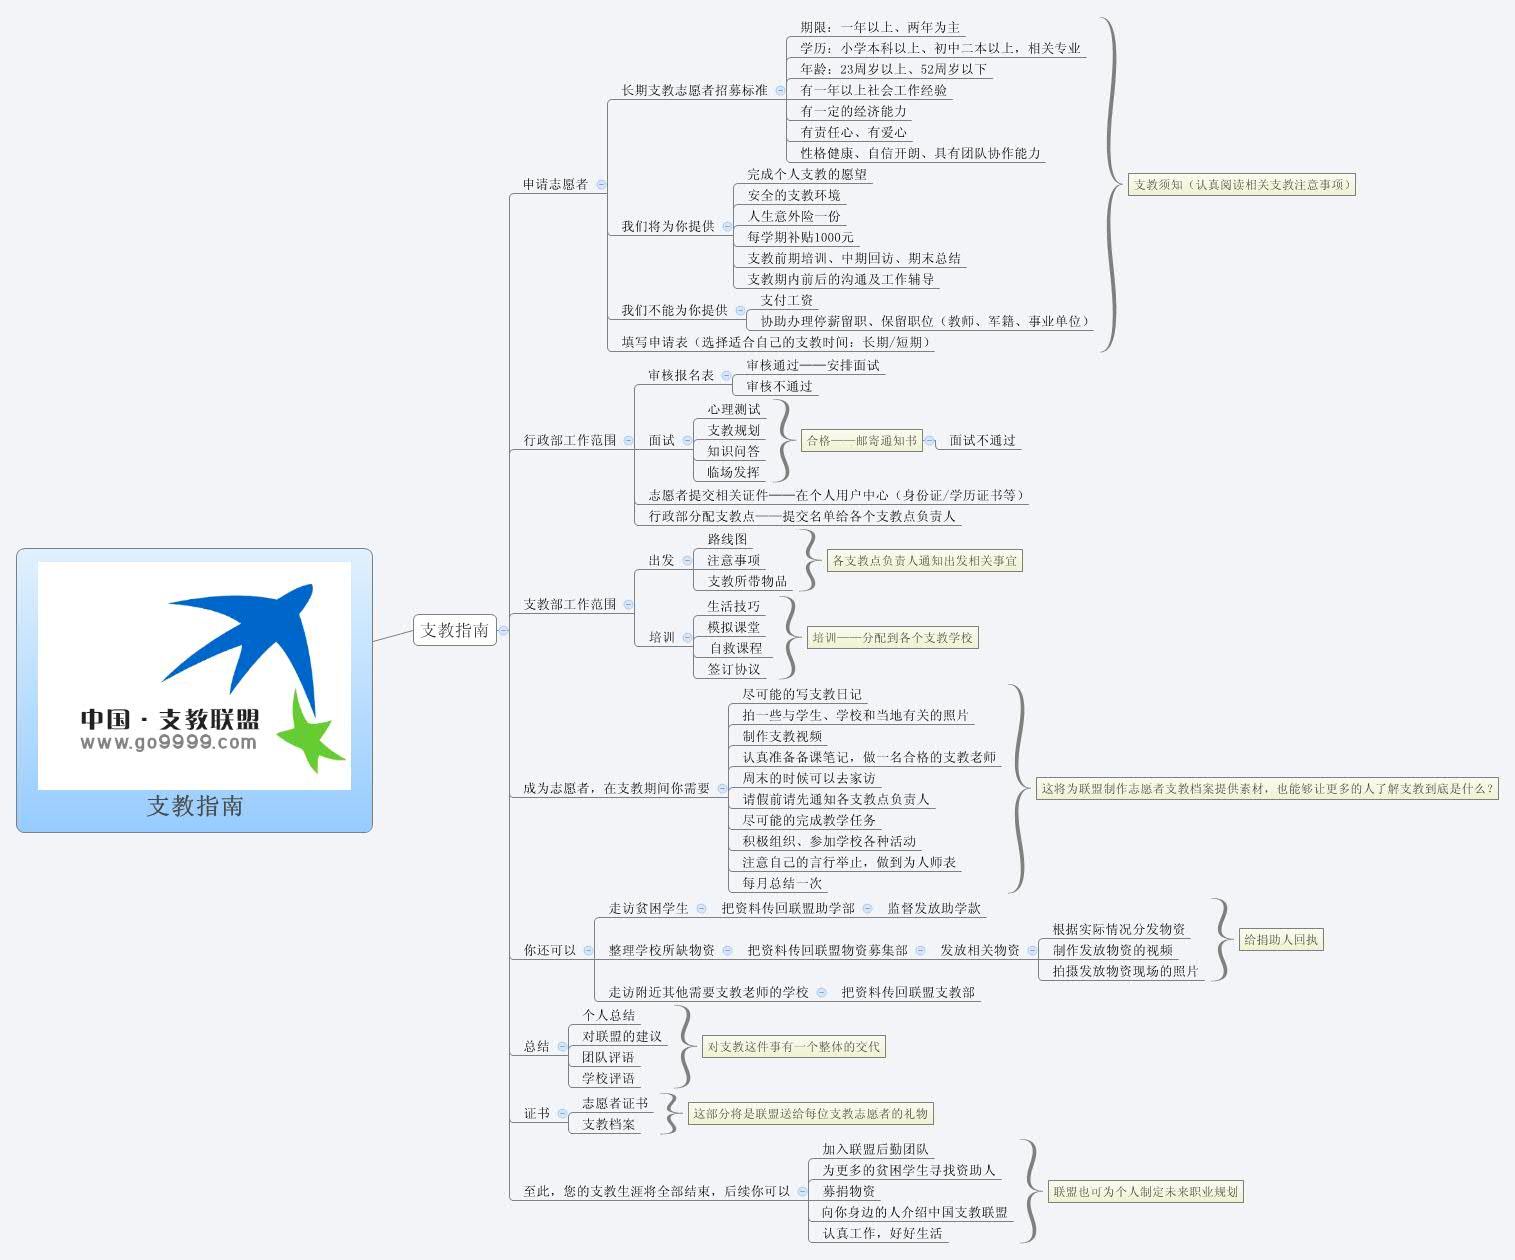 中国·支教联盟
www.go9999.com
支教指南
支教指南
申请志愿者
长期支教志愿者招募标准
期限：一年以上、两年为主
学历：小学本科以上、初中二本以上，相关专业
年龄：23周岁以上、52周岁以下
有一年以上社会工作经验
有一定的经济能力
有责任心、有爱心
性格健康、自信开朗、具有团队协作能力
我们将为你提供
完成个人支教的愿望
安全的支教环境
人生意外险一份
每学期补贴1000元
支教前期培训、中期回访、期末总结
支教期内前后的沟通及工作辅导
我们不能为你提供
支付工资
协助办理停薪留职、保留职位（教师、军籍、事业单位）
填写申请表（选择适合自己的支教时间：长期/短期）
支教须知（认真阅读相关支教注意事项）
行政部工作范围
审核报名表
审核通过——安排面试
审核不通过
面试
心理测试
支教规划
知识问答
临场发挥
合格——邮寄通知书
面试不通过
志愿者提交相关证件——在个人用户中心（身份证/学历证书等）
行政部分配支教点——提交名单给各个支教点负责人
支教部工作范围
出发
路线图
注意事项
支教所带物品
各支教点负责人通知出发相关事宜
培训
生活技巧
模拟课堂
自救课程
签订协议
培训——分配到各个支教学校
成为志愿者，在支教期间你需要
尽可能的写支教日记
拍一些与学生、学校和当地有关的照片
制作支教视频
认真准备备课笔记，做一名合格的支教老师
周末的时候可以去家访
请假前请先通知各支教点负责人
尽可能的完成教学任务
积极组织、参加学校各种活动
注意自己的言行举止，做到为人师表
每月总结一次
这将为联盟制作志愿者支教档案提供素材，也能够让更多的人了解支教到底是什么？
你还可以
走访贫困学生
把资料传回联盟助学部
监督发放助学款
整理学校所缺物资
把资料传回联盟物资募集部
发放相关物资
根据实际情况分发物资
制作发放物资的视频
拍摄发放物资现场的照片
给捐助人回执
走访附近其他需要支教老师的学校
把资料传回联盟支教部
总结
个人总结
对联盟的建议
团队评语
学校评语
对支教这件事有一个整体的交代
证书
志愿者证书
支教档案
这部分将是联盟送给每位支教志愿者的礼物
至此，您的支教生涯将全部结束，后续你可以
加入联盟后勤团队
为更多的贫困学生寻找资助人
募捐物资
向你身边的人介绍中国支教联盟
认真工作，好好生活
联盟也可为个人制定未来职业规划